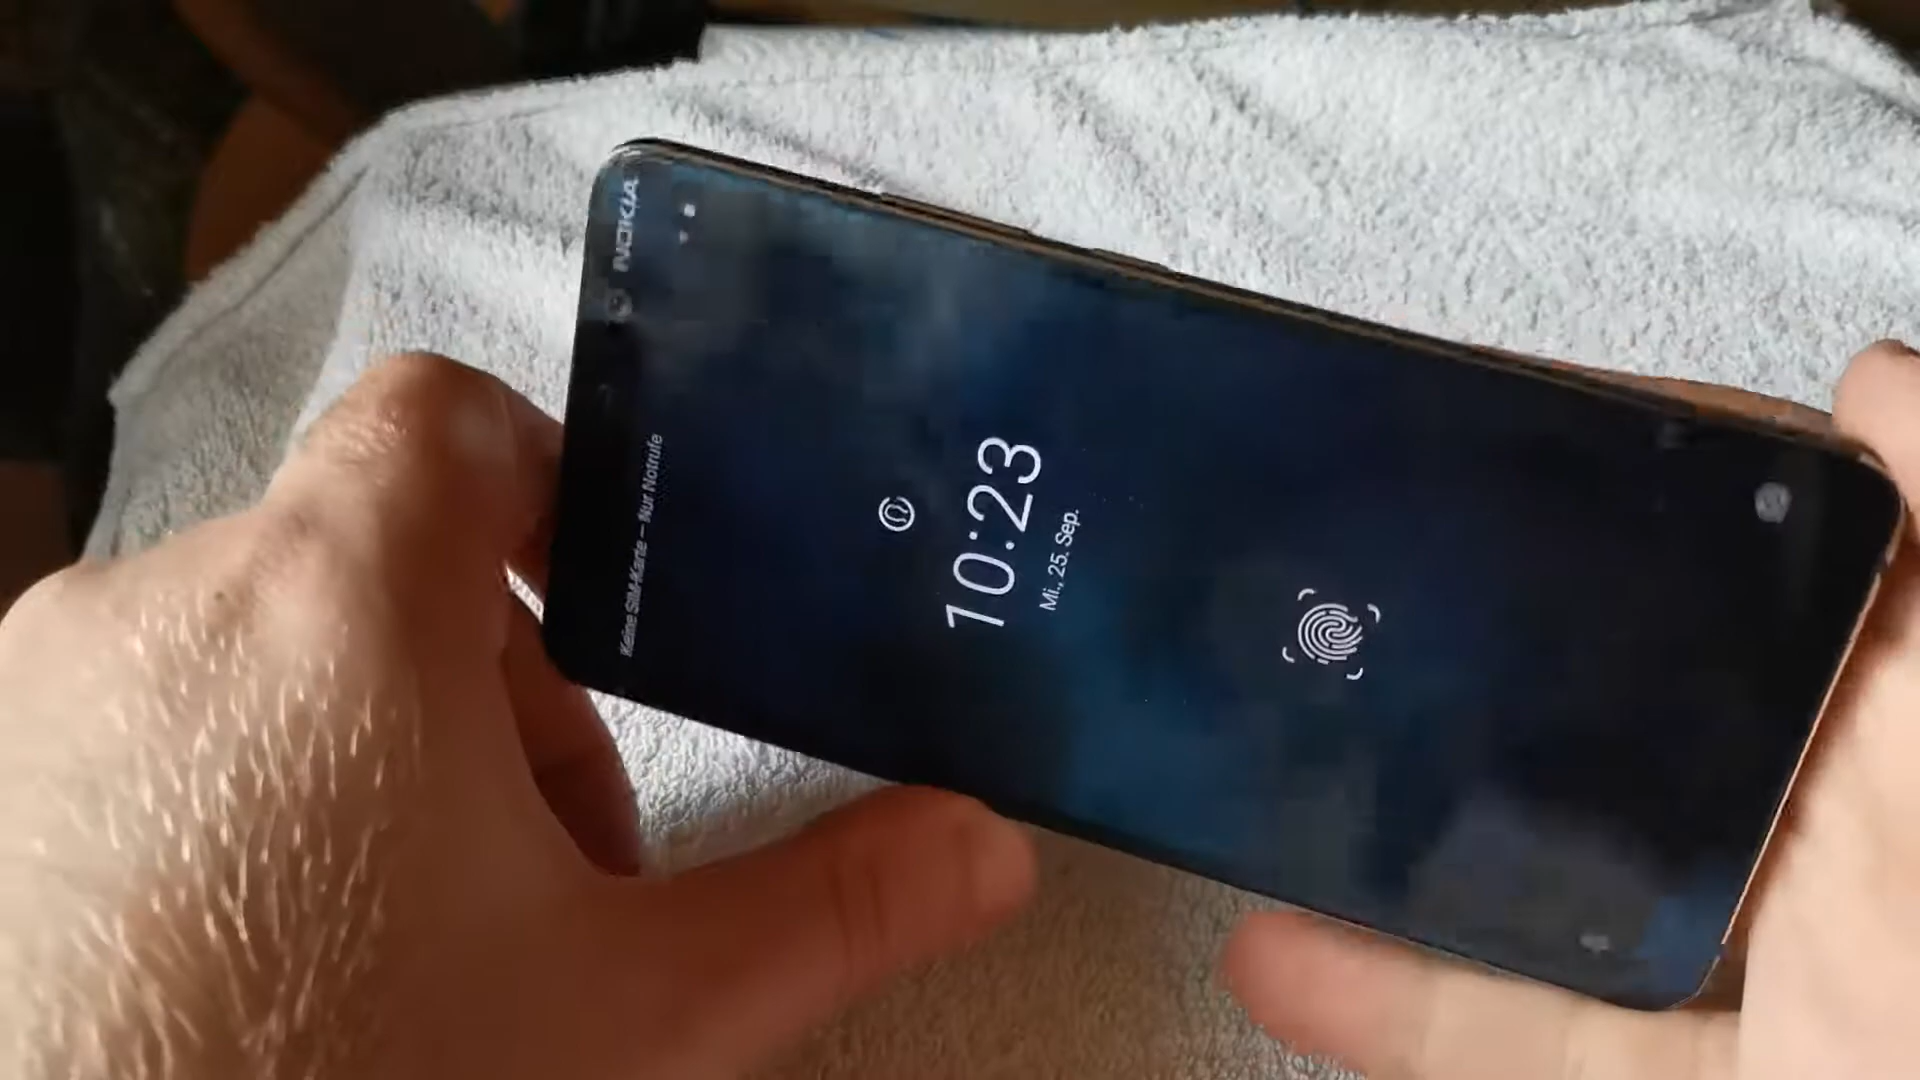 NOKIA
Keine SIM-Karte – Nur Notrufe
10:23
Mi., 25. Sep.